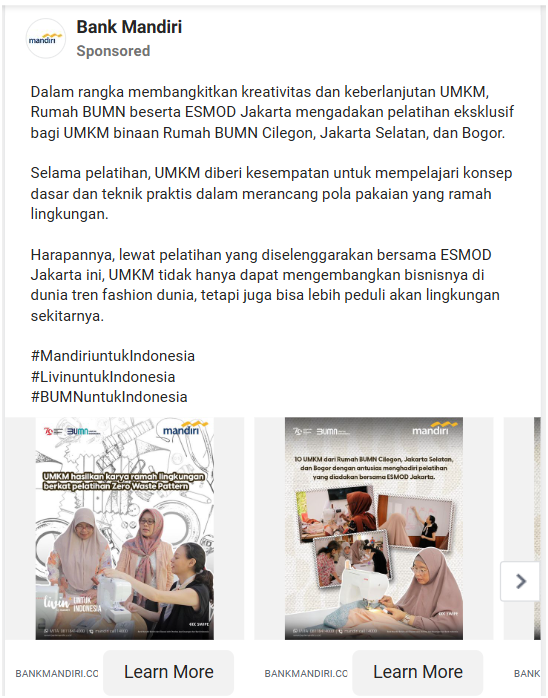 Bank Mandiri
mandiri
Sponsored
Dalam rangka membangkitkan kreativitas dan keberlanjutan UMKM,
Rumah BUMN beserta ESMOD Jakarta mengadakan pelatihan eksklusif
bagi UMKM binaan Rumah BUMN Cilegon, Jakarta Selatan, dan Bogor.
Selama pelatihan, UMKM diberi kesempatan untuk mempelajari konsep
dasar dan teknik praktis dalam merancang pola pakaian yang ramah
lingkungan.
Harapannya, lewat pelatihan yang diselenggarakan bersama ESMOD
Jakarta ini, UMKM tidak hanya dapat mengembangkan bisnisnya di
dunia tren fashion dunia, tetapi juga bisa lebih peduli akan lingkungan
sekitarnya.
#MandiriuntukIndonesia
#LivinuntukIndonesia
#BUMNuntukIndonesia
BUMN
mandiri
UMKM hasilkan karya ramah lingkungan
berkat pelatihan Zero Waste Pattern
livin' UNTUK
INDONESIA
BUMN
mandiri
10 UMKM dari Rumah BUMN Cilegon, Jakarta Selatan,
dan Bogor dengan antusias menghadiri pelatihan
yang diadakan bersama ESMOD Jakarta.
BANKMANDIRI.CO
Learn More
BANKMANDIRI.CO
Learn More
BANK